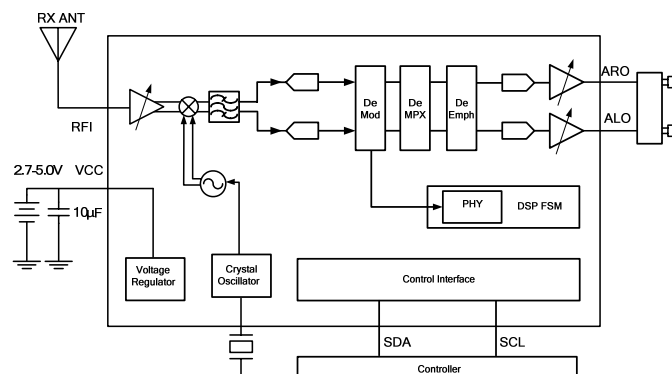 RX ANT
ARO
RFI
De
Mod
De
MPX
De
Emph
ALO
2.7-5.0V
VCC
10µF
PHY
DSP FSM
Voltage
Regulator
Crystal
Oscillator
Control Interface
SDA
SCL
Controller